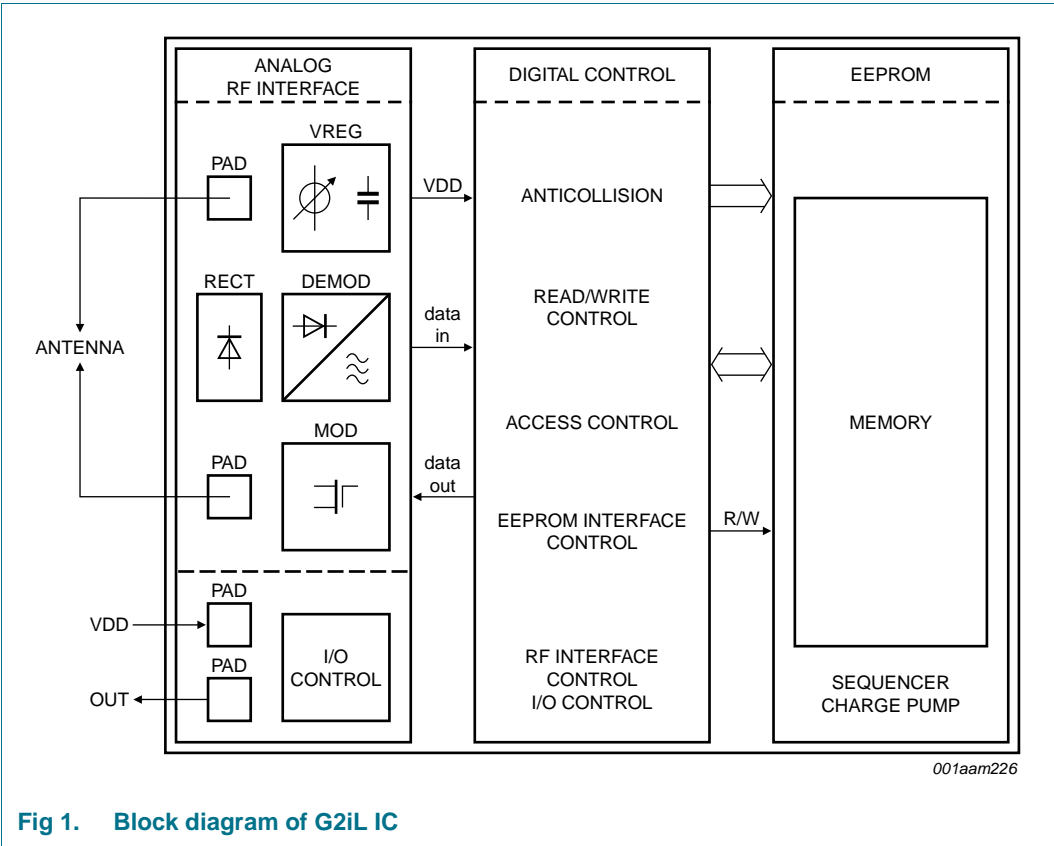 ANALOG
RF INTERFACE
VREG
PAD
RECT
DEMOD
ANTENNA
MOD
PAD
PAD
VDD
PAD
OUT
I/O
CONTROL
VDD
data
in
data
out
DIGITAL CONTROL
ANTICOLLISION
READ/WRITE
CONTROL
ACCESS CONTROL
EEPROM INTERFACE
CONTROL
RF INTERFACE
CONTROL
I/O CONTROL
R/W
EEPROM
MEMORY
SEQUENCER
CHARGE PUMP
001aam226
Fig 1. Block diagram of G2iL IC